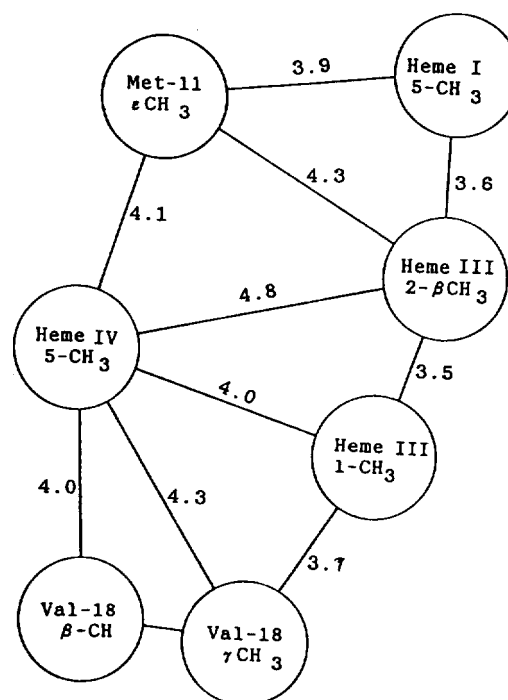 Met-11
εCH3
3.9
Heme I
5-CH3
4.3
3.6
4.1
Heme III
2-βCH3
4.8
Heme IV
5-CH3
3.5
4.0
Heme III
1-CH3
4.0
4.3
3.7
Val-18
β-CH
Val-18
γCH3